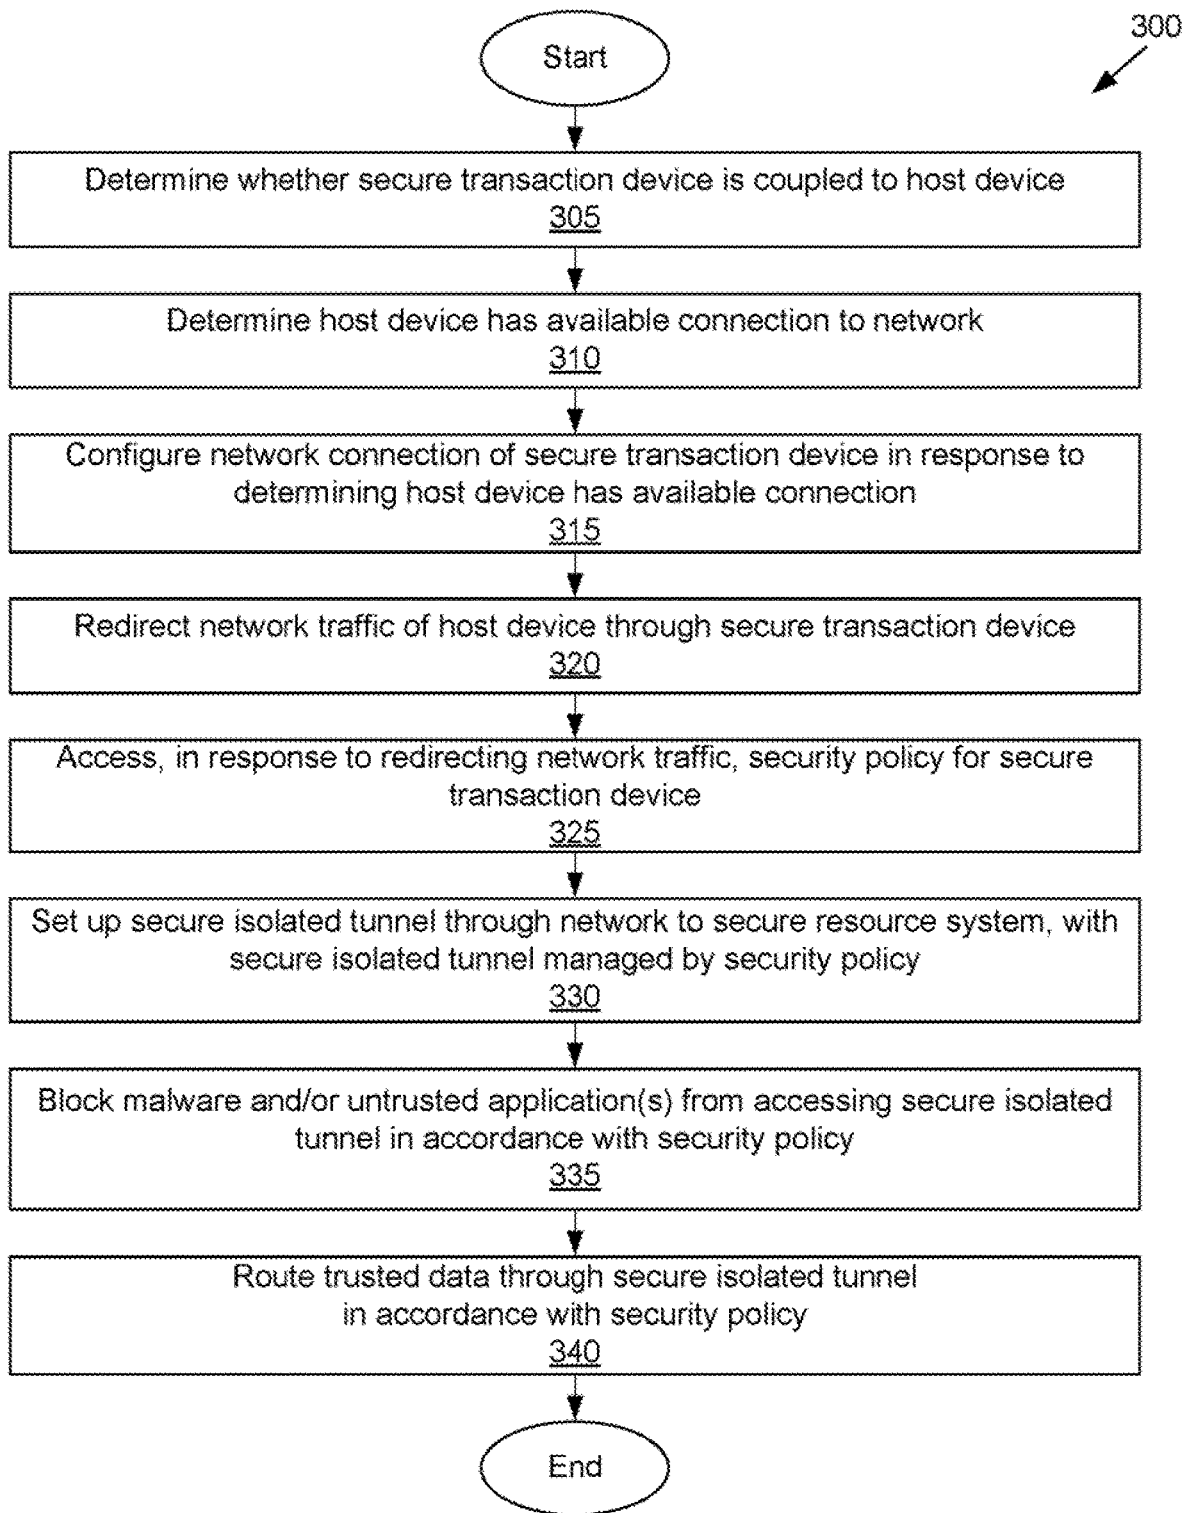 300
Start
Determine whether secure transaction device is coupled to host device
305
Determine host device has available connection to network
310
Configure network connection of secure transaction device in response to
determining host device has available connection
315
Redirect network traffic of host device through secure transaction device
320
Access, in response to redirecting network traffic, security policy for secure
transaction device
325
Set up secure isolated tunnel through network to secure resource system, with
secure isolated tunnel managed by security policy
330
Block malware and/or untrusted application(s) from accessing secure isolated
tunnel in accordance with security policy
335
Route trusted data through secure isolated tunnel
in accordance with security policy
340
End